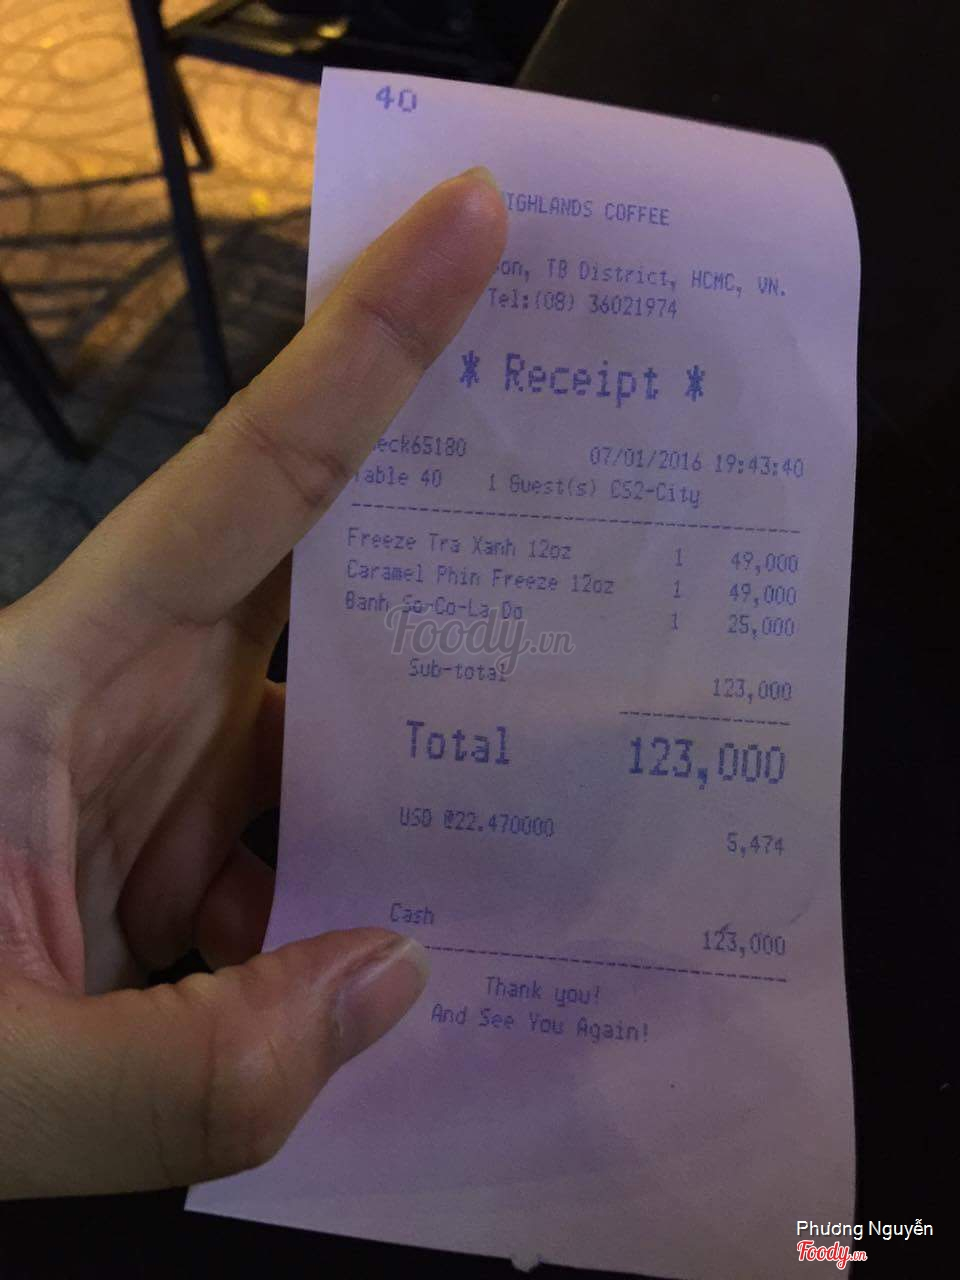 40
IGHLANDS COFFEE
on, TB District, HCMC, VN.
Tel:(08) 36021974
* Receipt *
eck65180 07/01/2016 19:43:40
Table 40 1 Guest(s) CS2-City
Freeze Tra Xanh 12oz 1 49,000
Caramel Phin Freeze 12oz 1 49,000
Banh So-Co-La Do 1 25,000
Foody.vn
Sub-total 123,000
Total 123,000
USD @22.470000 5,474
Cash 123,000
Thank you!
And See You Again!
Phương Nguyễn
Foody.vn